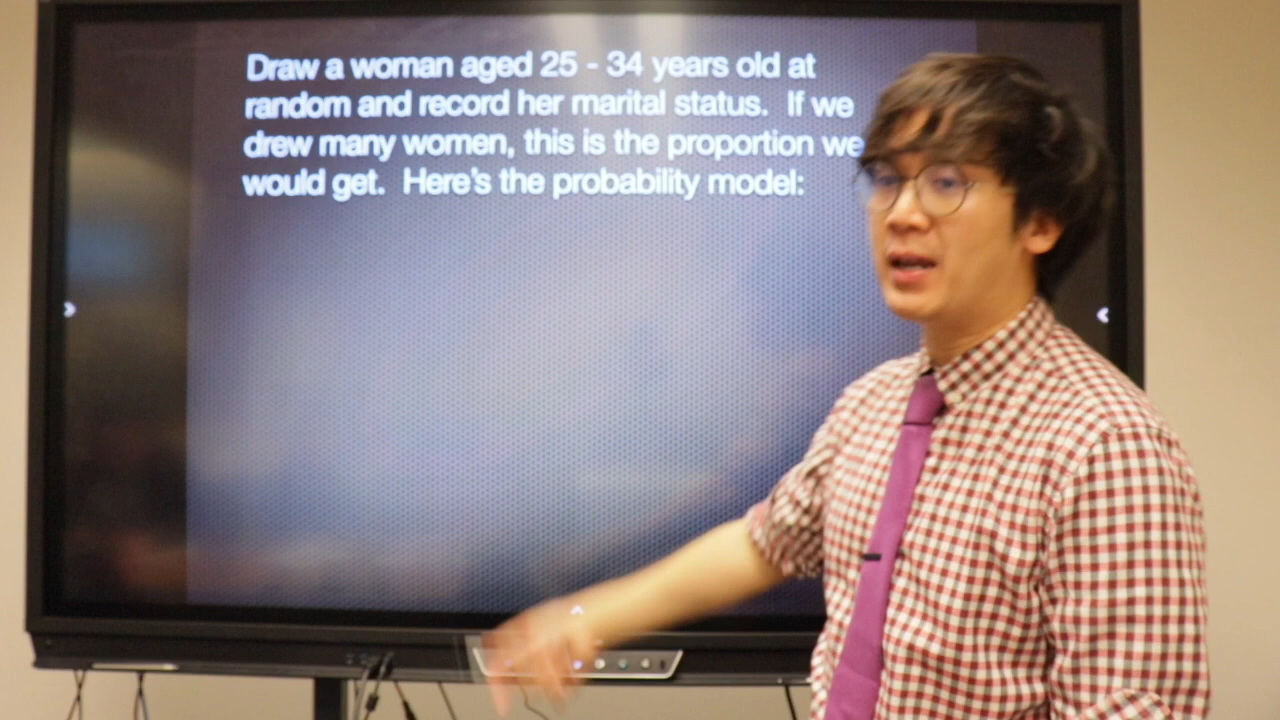 Draw a woman aged 25 - 34 years old at
random and record her marital status.  If we
drew many women, this is the proportion we
would get.  Here's the probability model: